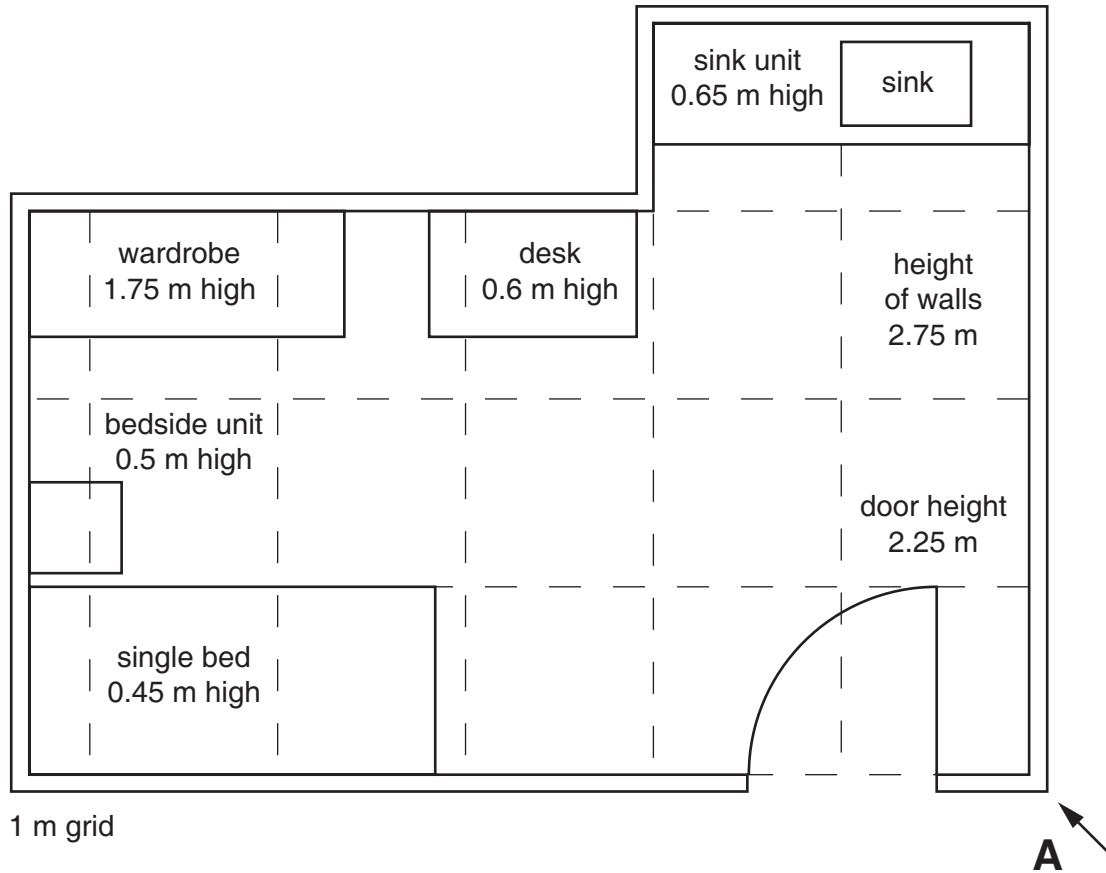 sink unit
0.65 m high
sink
wardrobe
1.75 m high
desk
0.6 m high
height
of walls
2.75 m
bedside unit
0.5 m high
door height
2.25 m
single bed
0.45 m high
1 m grid
A